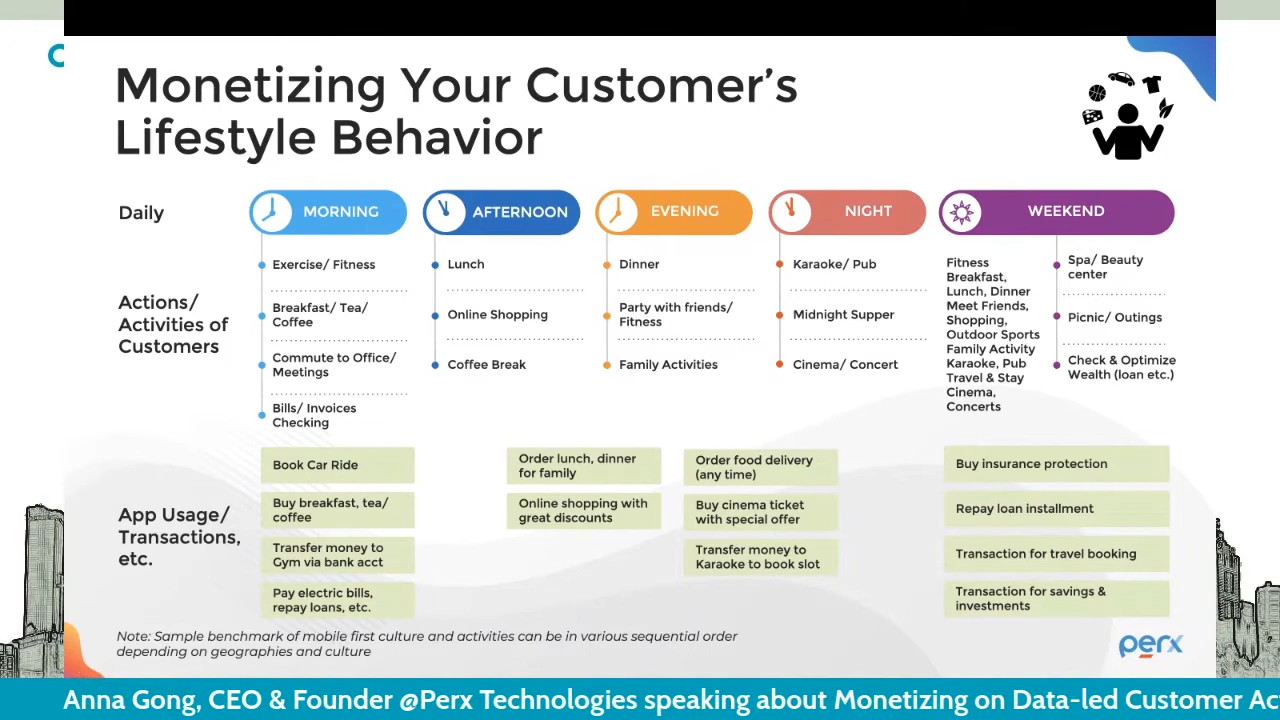 Monetizing Your Customer's
Lifestyle Behavior
Daily
MORNING
AFTERNOON
EVENING
NIGHT
WEEKEND
Actions/
Activities of
Customers
Exercise/ Fitness
Breakfast/ Tea/
Coffee
Commute to Office/
Meetings
Bills/ Invoices
Checking
Lunch
Online Shopping
Coffee Break
Dinner
Party with friends/
Fitness
Family Activities
Karaoke/ Pub
Midnight Supper
Cinema/ Concert
Fitness
Breakfast,
Lunch, Dinner
Meet Friends,
Shopping,
Outdoor Sports
Family Activity
Karaoke, Pub
Travel & Stay
Cinema,
Concerts
Spa/ Beauty
center
Picnic/ Outings
Check & Optimize
Wealth (loan etc.)
App Usage/
Transactions,
etc.
Book Car Ride
Buy breakfast, tea/
coffee
Transfer money to
Gym via bank acct
Pay electric bills,
repay loans, etc.
Order lunch, dinner
for family
Online shopping with
great discounts
Order food delivery
(any time)
Buy cinema ticket
with special offer
Transfer money to
Karaoke to book slot
Buy insurance protection
Repay loan installment
Transaction for travel booking
Transaction for savings &
investments
Note: Sample benchmark of mobile first culture and activities can be in various sequential order
depending on geographies and culture
perx
Anna Gong, CEO & Founder @Perx Technologies speaking about Monetizing on Data-led Customer Ac